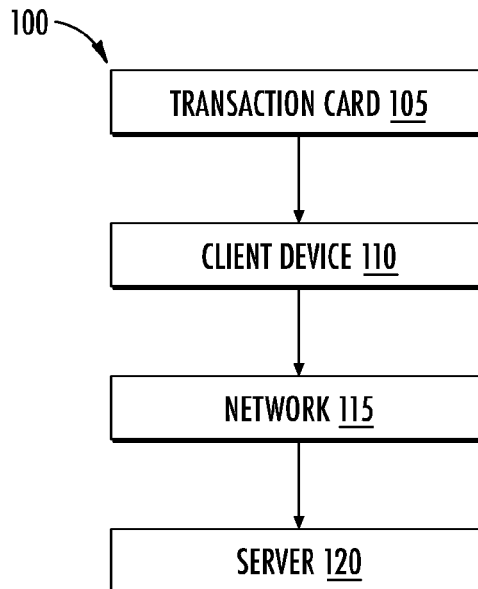 100
TRANSACTION CARD 105
CLIENT DEVICE 110
NETWORK 115
SERVER 120